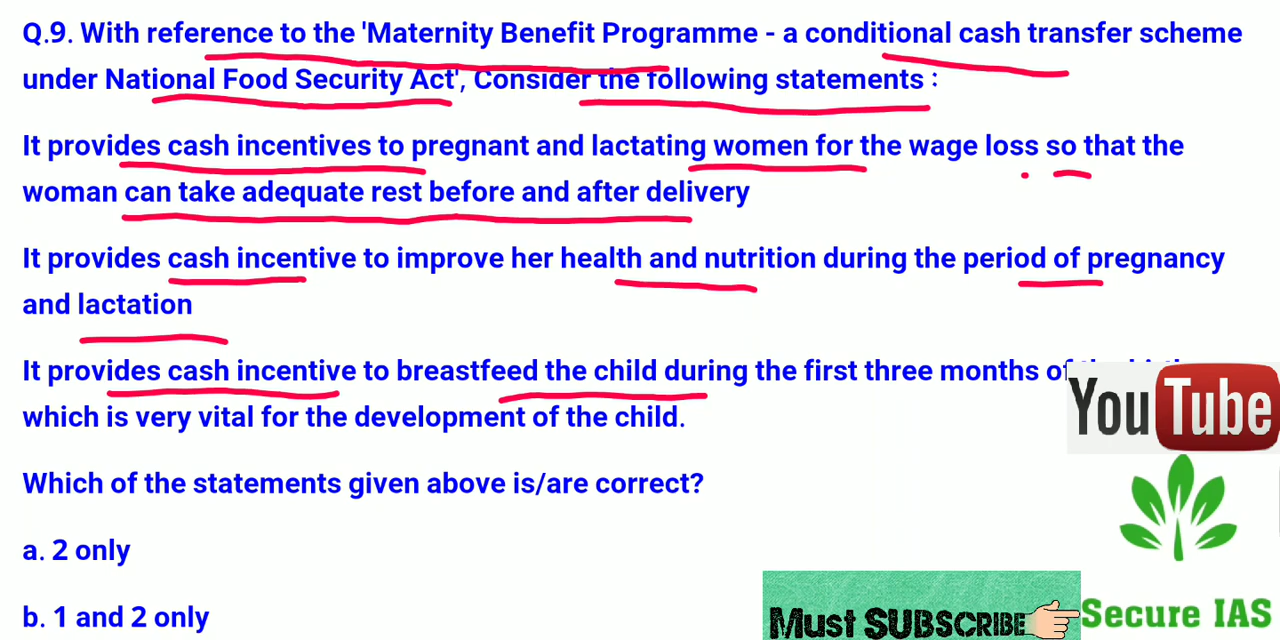 Q.9. With reference to the 'Maternity Benefit Programme - a conditional cash transfer scheme
under National Food Security Act', Consider the following statements :
It provides cash incentives to pregnant and lactating women for the wage loss so that the
woman can take adequate rest before and after delivery
It provides cash incentive to improve her health and nutrition during the period of pregnancy
and lactation
It provides cash incentive to breastfeed the child during the first three months of
which is very vital for the development of the child.
Which of the statements given above is/are correct?
a. 2 only
b. 1 and 2 only
YouTube
Must SUBSCRIBE
Secure IAS